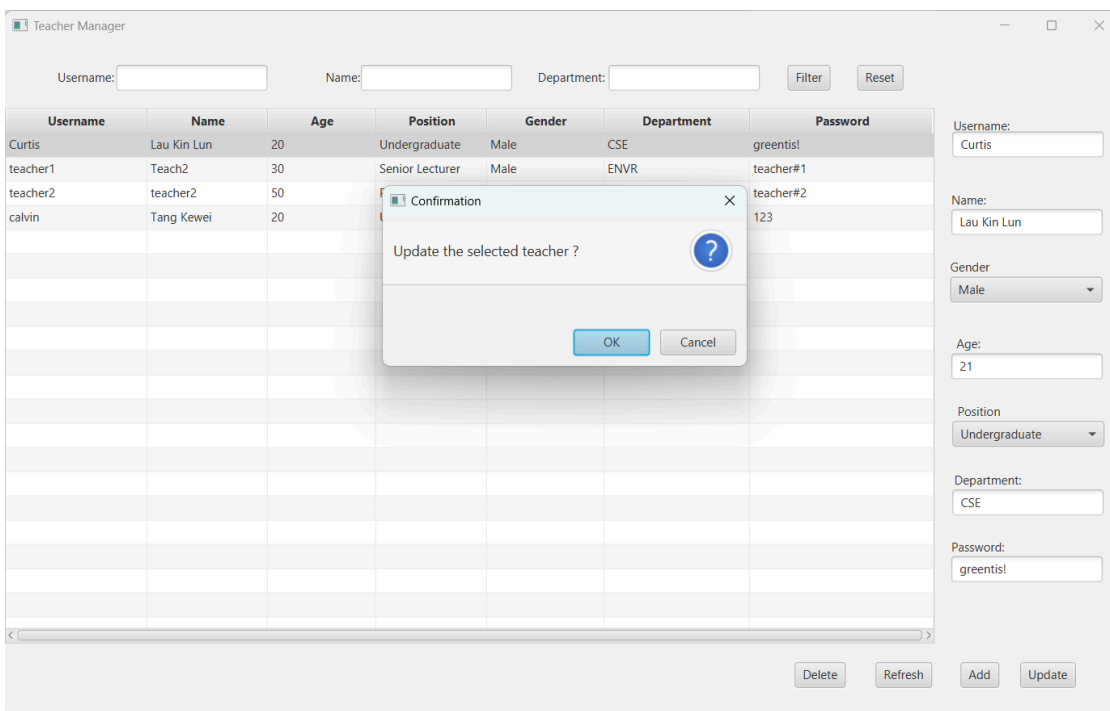 Teacher Manager
Username: Name: Department: Filter Reset
Username Name Age Position Gender Department Password
Curtis Lau Kin Lun 20 Undergraduate Male CSE greentis!
teacher1 Teach2 30 Senior Lecturer Male ENVR teacher#1
teacher2 teacher2 50 teacher#2
calvin Tang Kewei 20 123
Confirmation
Update the selected teacher ?
OK Cancel
Username:
Curtis
Name:
Lau Kin Lun
Gender
Male
Age:
21
Position
Undergraduate
Department:
CSE
Password:
greentis!
Delete Refresh Add Update